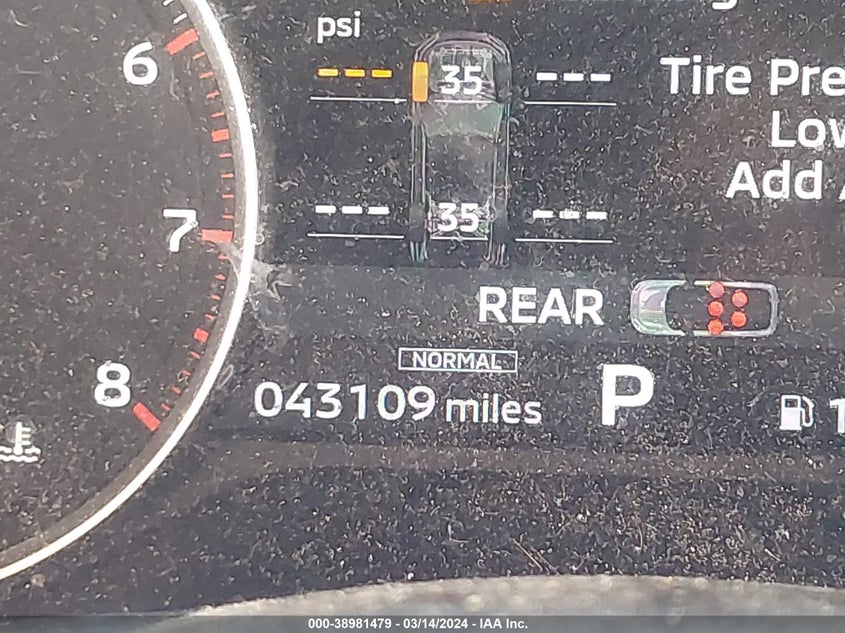 psi
6
--- 35 ---
Tire
Low
Add
7
--- 35 ---
REAR
NORMAL
8
043109 miles
P
000-38981479 – 03/14/2024 – IAA Inc.